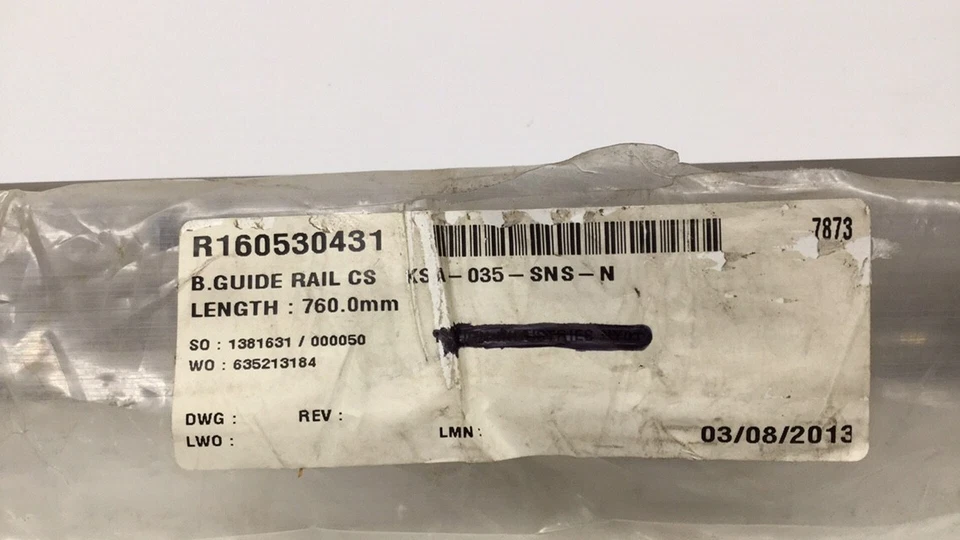 R160530431
7873
B.GUIDE RAIL CS KSA-035-SNS-N
LENGTH : 760.0mm
SO : 1381631 / 000050
WO : 635213184
DWG : REV :
LWO : LMN :
03/08/2013